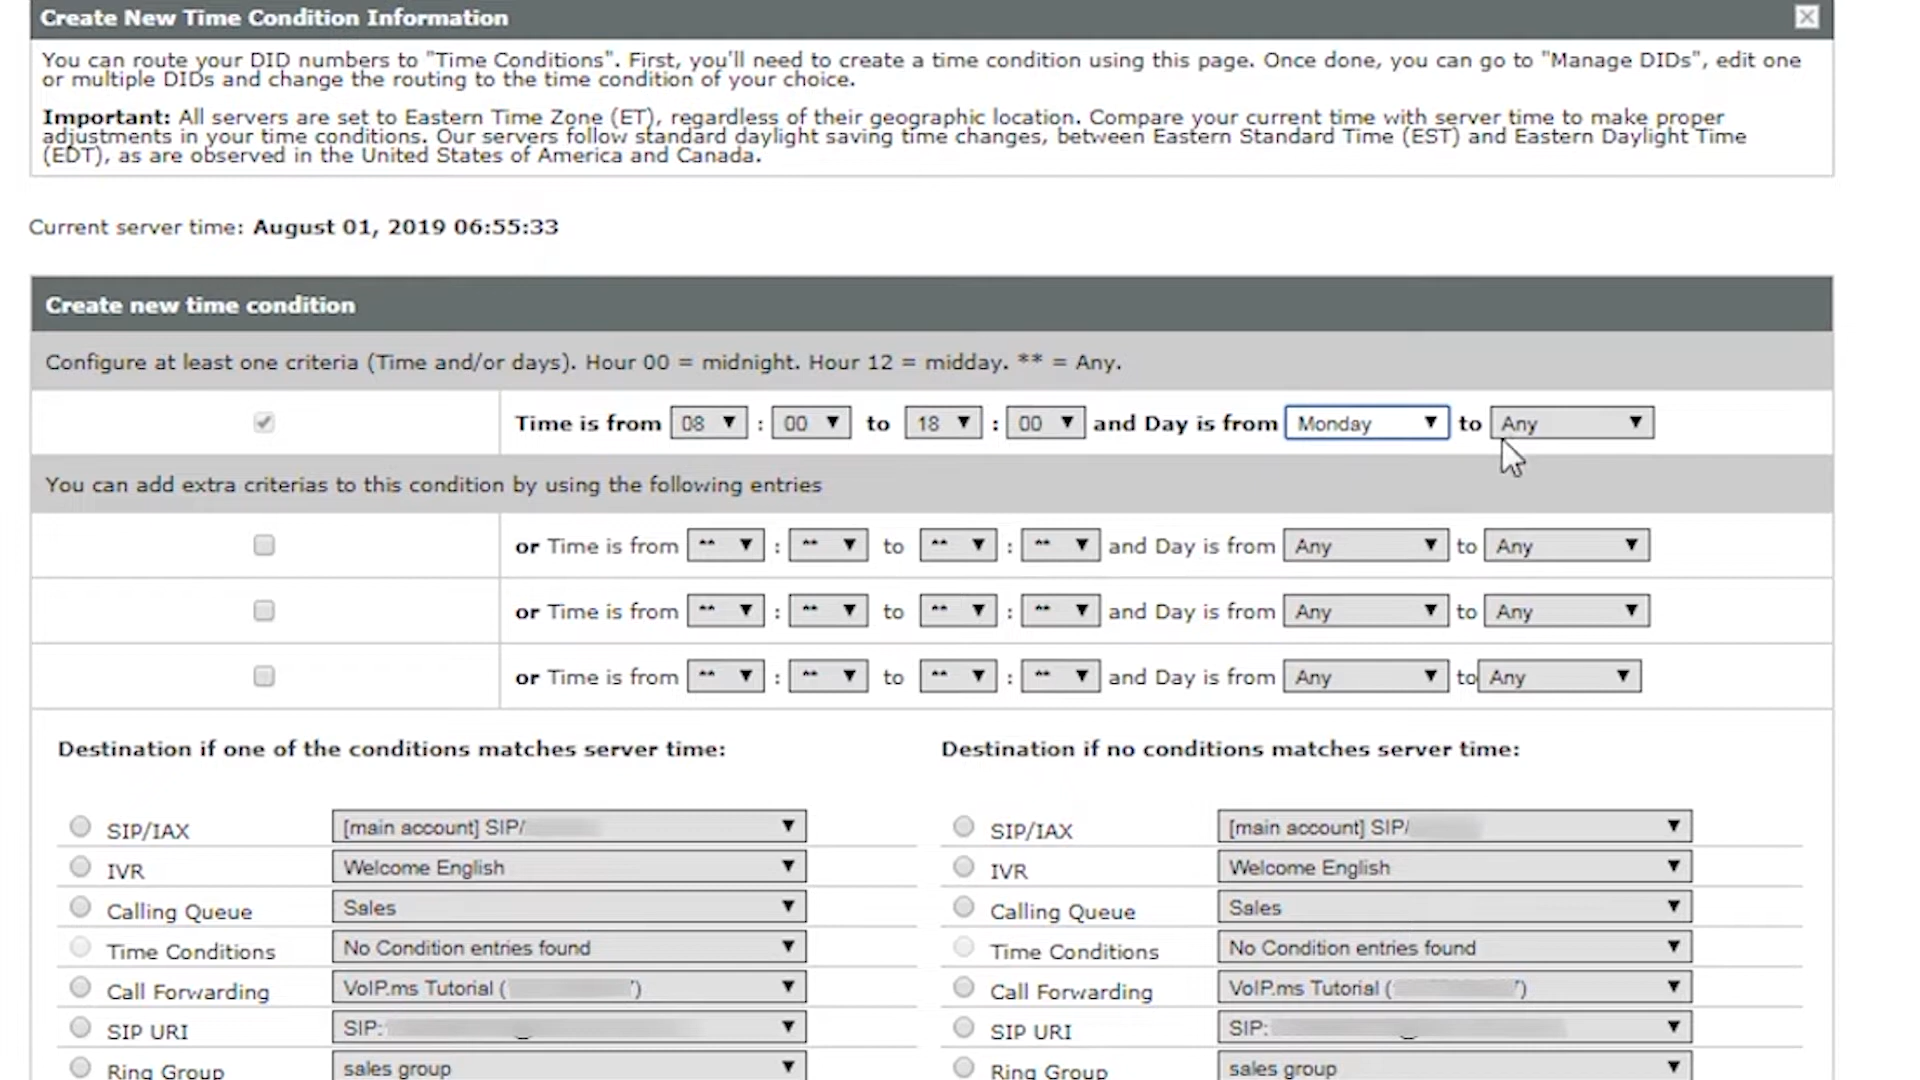 Create New Time Condition Information
You can route your DID numbers to "Time Conditions". First, you'll need to create a time condition using this page. Once done, you can go to "Manage DIDs", edit one
or multiple DIDs and change the routing to the time condition of your choice.
Important: All servers are set to Eastern Time Zone (ET), regardless of their geographic location. Compare your current time with server time to make proper
adjustments in your time conditions. Our servers follow standard daylight saving time changes, between Eastern Standard Time (EST) and Eastern Daylight Time
(EDT), as are observed in the United States of America and Canada.
Current server time: August 01, 2019 06:55:33
Create new time condition
Configure at least one criteria (Time and/or days). Hour 00 = midnight. Hour 12 = midday. ** = Any.
Time is from 08 : 00 to 18 : 00 and Day is from Monday to Any
You can add extra criterias to this condition by using the following entries
or Time is from ** : ** to ** : ** and Day is from Any to Any
or Time is from ** : ** to ** : ** and Day is from Any to Any
or Time is from ** : ** to ** : ** and Day is from Any to Any
Destination if one of the conditions matches server time: Destination if no conditions matches server time:
SIP/IAX [main account] SIP/ SIP/IAX [main account] SIP/
IVR Welcome English IVR Welcome English
Calling Queue Sales Calling Queue Sales
Time Conditions No Condition entries found Time Conditions No Condition entries found
Call Forwarding VoIP.ms Tutorial ( ') Call Forwarding VoIP.ms Tutorial ( ')
SIP URI SIP: SIP URI SIP:
Ring Group sales group Ring Group sales group